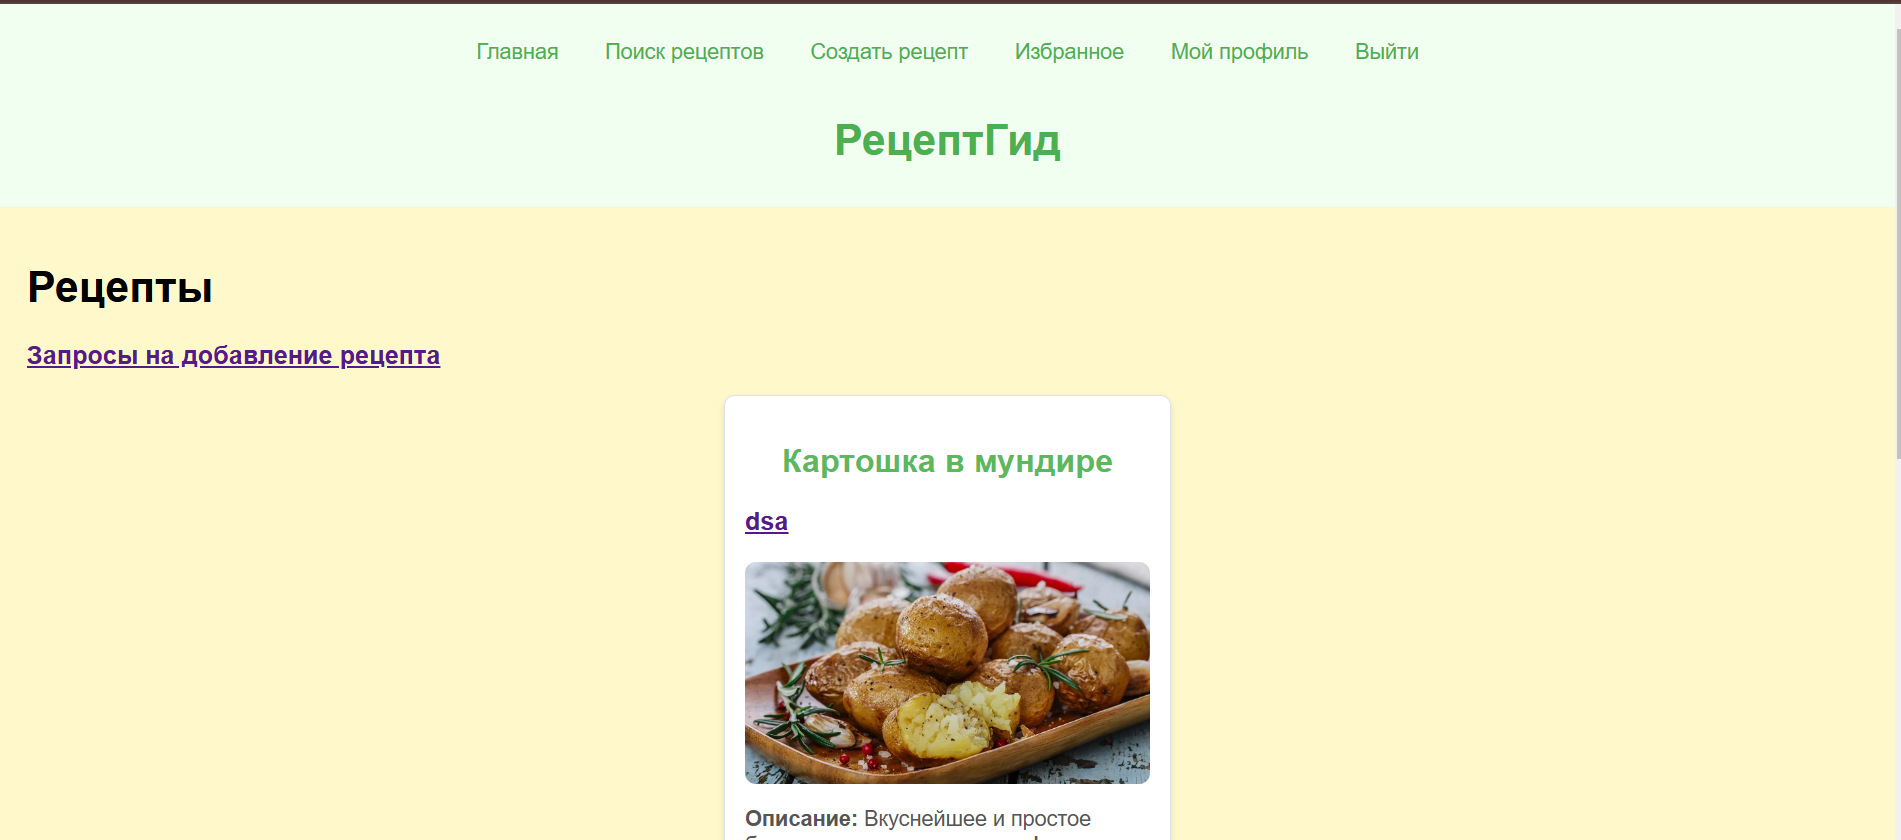 Главная Поиск рецептов Создать рецепт Избранное Мой профиль Выйти
РецептГид
Рецепты
Запросы на добавление рецепта
Картошка в мундире
dsa
Описание: Вкуснейшее и простое